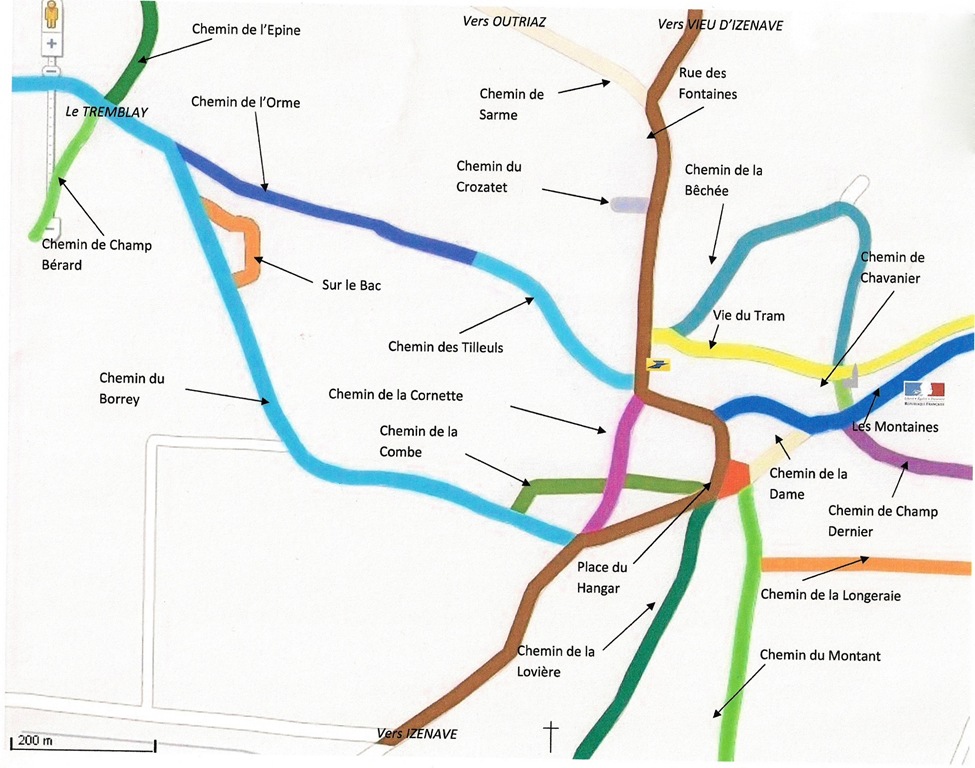 Vers OUTRIAZ
Vers VIEU D'IZENAVE
Chemin de l'Epine
Rue des
Fontaines
Chemin de
Sarme
Chemin de l'Orme
Le TREMBLAY
Chemin du
Crozatet
Chemin de la
Bêchée
Chemin de Champ
Bérard
Sur le Bac
Chemin de
Chavanier
Vie du Tram
Chemin des Tilleuls
Chemin du
Borrey
Chemin de la Cornette
Chemin de la
Combe
Les Montaines
Chemin de la
Dame
Chemin de Champ
Dernier
Place du
Hangar
Chemin de la Longeraie
Chemin de la
Lovière
Chemin du Montant
Vers IZENAVE
200 m